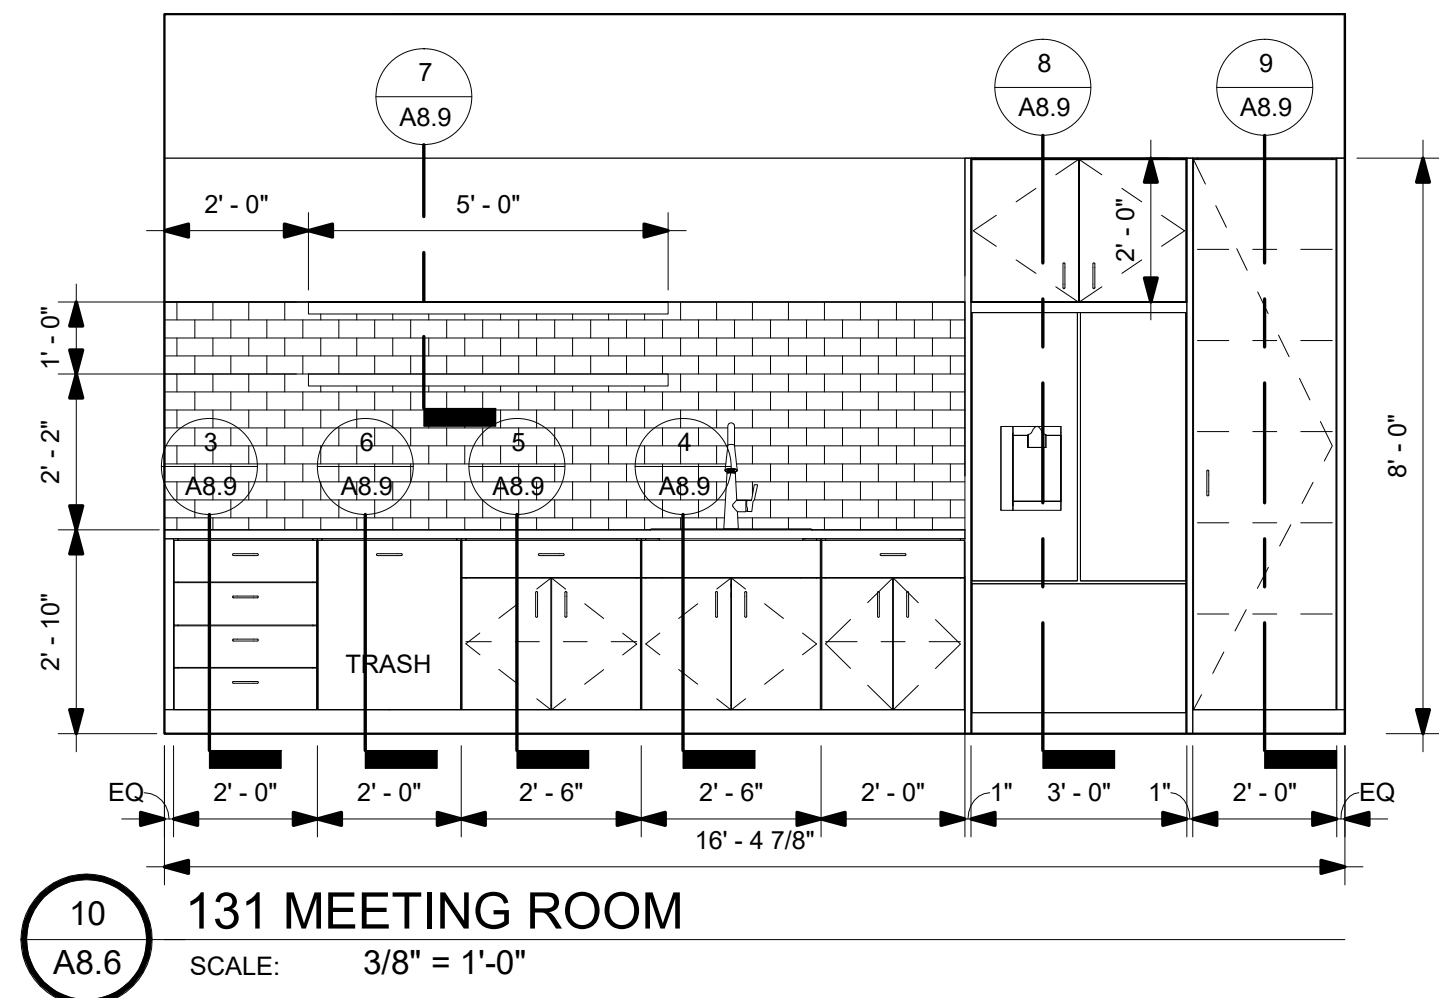 7
A8.9
8
A8.9
9
A8.9
2' - 0"
5' - 0"
2' - 0"
1' - 0"
2' - 2"
2' - 10"
8' - 0"
3
A8.9
6
A8.9
5
A8.9
4
A8.9
TRASH
EQ
2' - 0"
2' - 0"
2' - 6"
2' - 6"
2' - 0"
1"
3' - 0"
1"
2' - 0"
EQ
16' - 4 7/8"
10
A8.6
131 MEETING ROOM
SCALE: 3/8" = 1'-0"